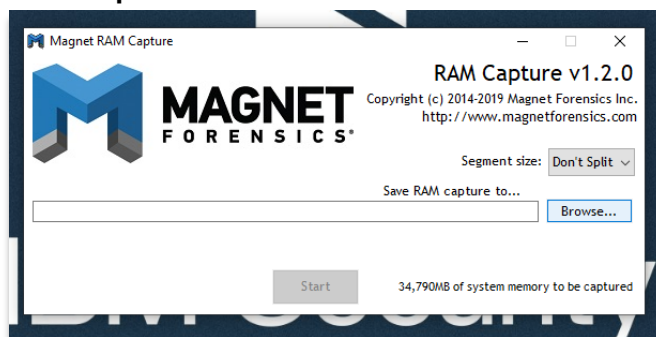 Magnet RAM Capture
RAM Capture v1.2.0
MAGNET
FORENSICS
Copyright (c) 2014-2019 Magnet Forensics Inc.
http://www.magnetforensics.com
Segment size: Don't Split
Save RAM capture to...
Browse...
Start
34,790MB of system memory to be captured
IBM Security